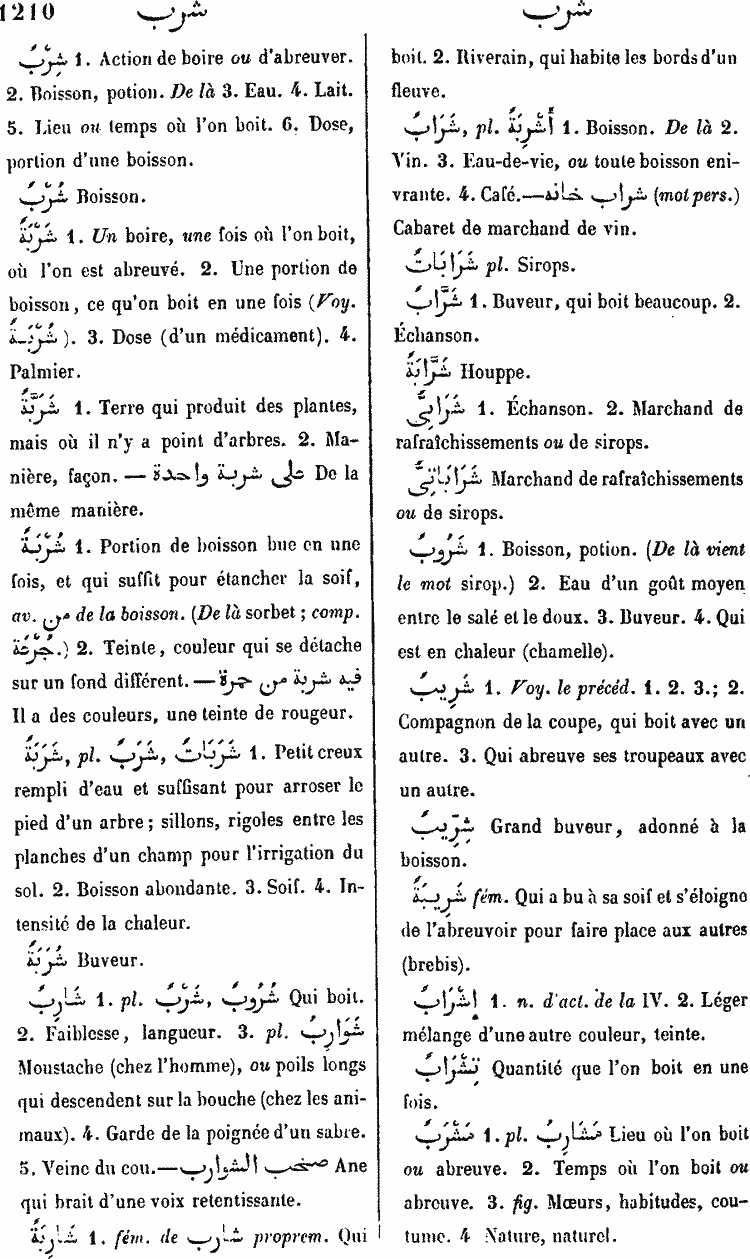 1210 شرب شرب
شِرْبٌ 1. Action de boire ou d'abreuver.
2. Boisson, potion. De là 3. Eau. 4. Lait.
5. Lieu ou temps où l'on boit. 6. Dose,
portion d'une boisson.
شُرْبٌ Boisson.
شَرْبَةٌ 1. Un boire, une fois où l'on boit,
où l'on est abreuvé. 2. Une portion de
boisson, ce qu'on boit en une fois (Voy.
شُرْبَةٌ). 3. Dose (d'un médicament). 4.
Palmier.
شَرَبَّةٌ 1. Terre qui produit des plantes,
mais où il n'y a point d'arbres. 2. Ma-
nière, façon. — على شربة واحدة De la
même manière.
شُرْبَةٌ 1. Portion de boisson bue en une
fois, et qui suffit pour étancher la soif,
av. من de la boisson. (De là sorbet ; comp.
جُرْعَةٌ.) 2. Teinte, couleur qui se détache
sur un fond différent. — فيه شربة من حمرة
Il a des couleurs, une teinte de rougeur.
شَرَبَةٌ, pl. شَرَبٌ, شَرَبَاتٌ 1. Petit creux
rempli d'eau et suffisant pour arroser le
pied d'un arbre ; sillons, rigoles entre les
planches d'un champ pour l'irrigation du
sol. 2. Boisson abondante. 3. Soif. 4. In-
tensité de la chaleur.
شُرَبَةٌ Buveur.
شَارِبٌ 1. pl. شَرْبٌ, شُرُوبٌ Qui boit.
2. Faiblesse, langueur. 3. pl. شَوَارِبُ
Moustache (chez l'homme), ou poils longs
qui descendent sur la bouche (chez les ani-
maux). 4. Garde de la poignée d'un sabre.
5. Veine du cou.— صخب الشوارب Ane
qui brait d'une voix retentissante.
شَارِبَةٌ 1. fém. de شارب proprem. Qui
boit. 2. Riverain, qui habite les bords d'un
fleuve.
شَرَابٌ, pl. أَشْرِبَةٌ 1. Boisson. De là 2.
Vin. 3. Eau-de-vie, ou toute boisson eni-
vrante. 4. Café.— شراب خانه (mot pers.)
Cabaret de marchand de vin.
شَرَابَاتٌ pl. Sirops.
شَرَّابٌ 1. Buveur, qui boit beaucoup. 2.
Échanson.
شَرَّابَةٌ Houppe.
شَرَابِىٌّ 1. Échanson. 2. Marchand de
rafraîchissements ou de sirops.
شَرَابَاتِىٌّ Marchand de rafraîchissements
ou de sirops.
شَرُوبٌ 1. Boisson, potion. (De là vient
le mot sirop.) 2. Eau d'un goût moyen
entre le salé et le doux. 3. Buveur. 4. Qui
est en chaleur (chamelle).
شَرِيبٌ 1. Voy. le précéd. 1. 2. 3.; 2.
Compagnon de la coupe, qui boit avec un
autre. 3. Qui abreuve ses troupeaux avec
un autre.
شِرِّيبٌ Grand buveur, adonné à la
boisson.
شَرِيبَةٌ fém. Qui a bu à sa soif et s'éloigne
de l'abreuvoir pour faire place aux autres
(brebis).
إِشْرَابٌ 1. n. d'act. de la IV. 2. Léger
mélange d'une autre couleur, teinte.
تِشْرَابٌ Quantité que l'on boit en une
fois.
مَشْرَبٌ 1. pl. مَشَارِبُ Lieu où l'on boit
ou abreuve. 2. Temps où l'on boit ou
abreuve. 3. fig. Mœurs, habitudes, cou-
tume. 4 Nature, naturel.